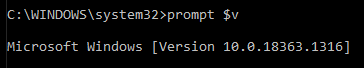 C:\WINDOWS\system32>prompt $v
Microsoft Windows [Version 10.0.18363.1316]